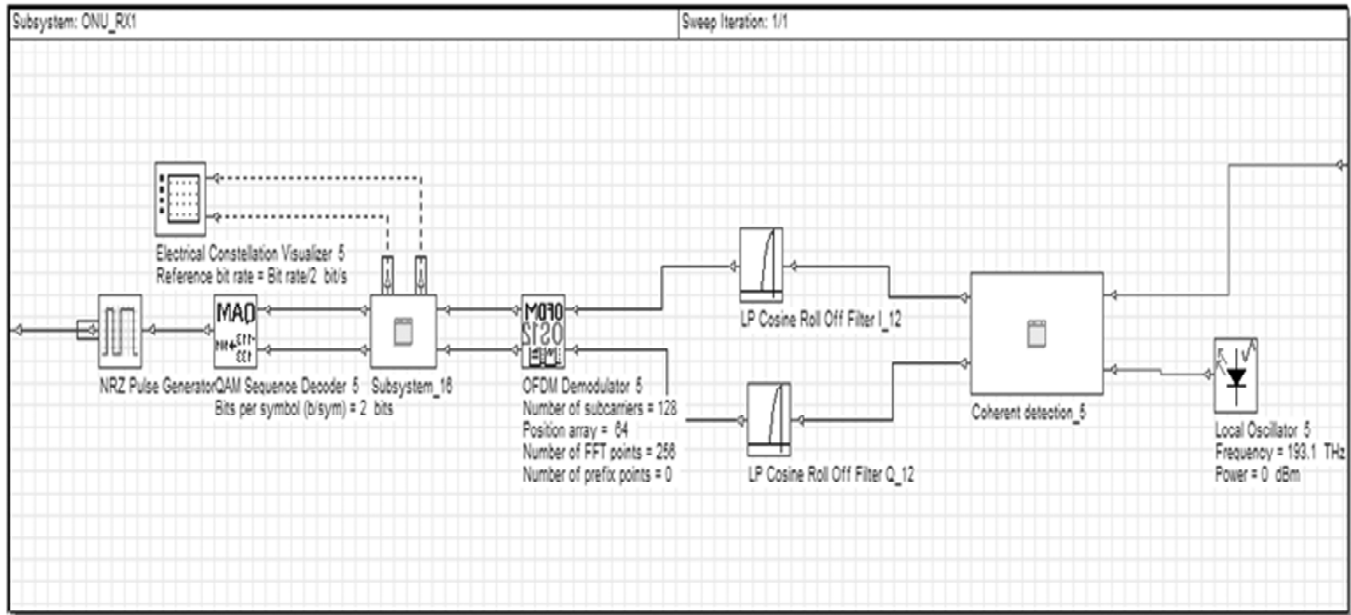 Subsystem: ONU_RX1
Sweep Iteration: 1/1
Electrical Constellation Visualizer 5
Reference bit rate = Bit rate/2 bit/s
LP Cosine Roll Off Filter I_12
NRZ Pulse Generator
QAM Sequence Decoder 5
Bits per symbol (b/sym) = 2 bits
Subsystem_16
OFDM Demodulator 5
Number of subcarriers = 128
Position array = 64
Number of FFT points = 256
Number of prefix points = 0
LP Cosine Roll Off Filter Q_12
Coherent detection_5
Local Oscillator 5
Frequency = 193.1 THz
Power = 0 dBm